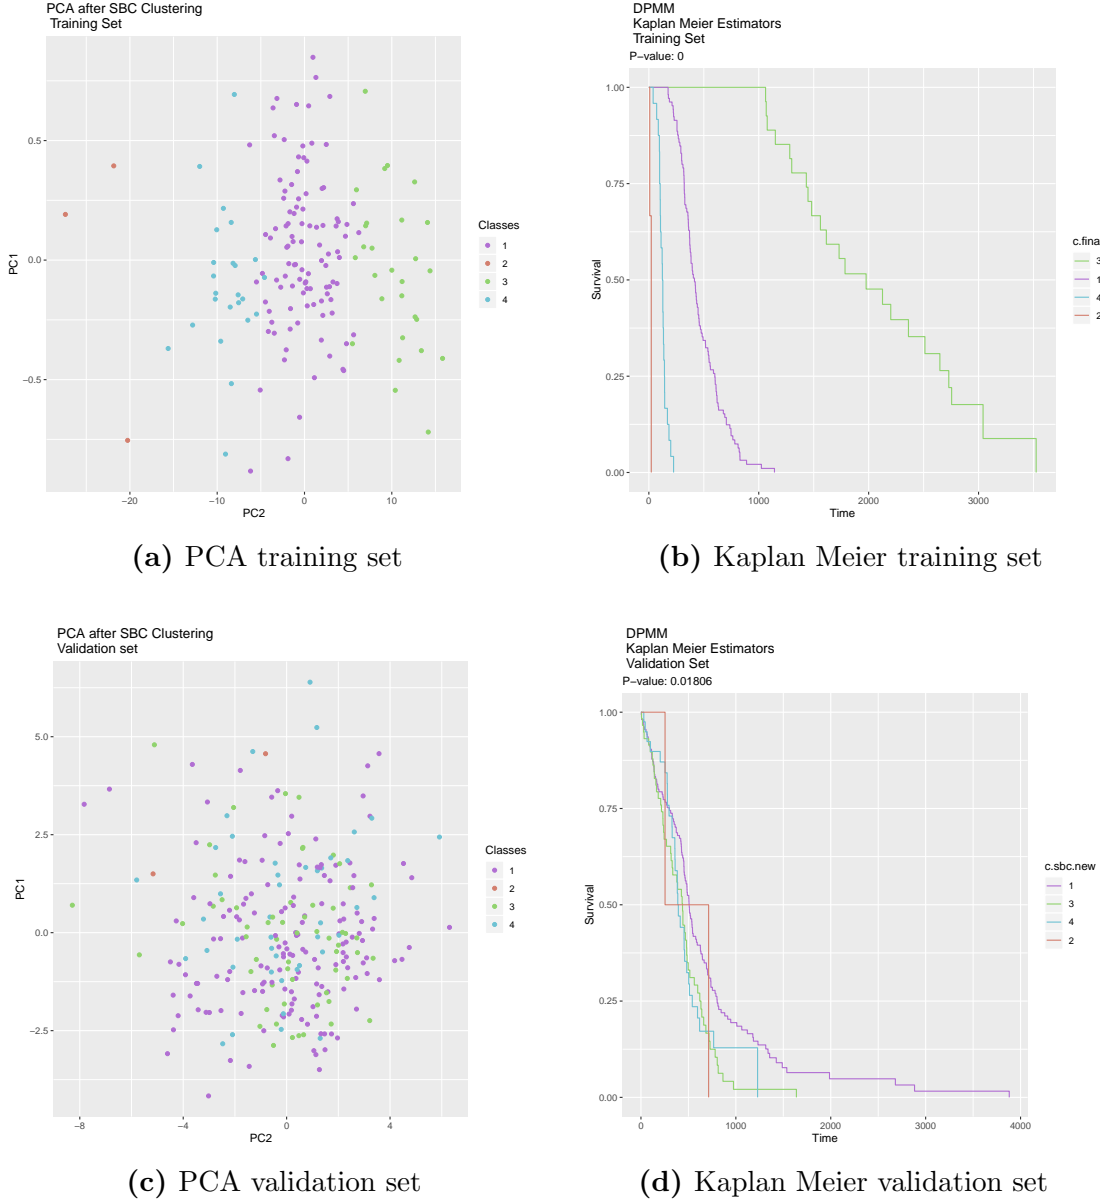 PCA after SBC Clustering
Training Set
0.5
0.0
−0.5
PC1
−20
−10
0
10
PC2
Classes
1
2
3
4
(a) PCA training set
DPMM
Kaplan Meier Estimators
Training Set
P−value: 0
1.00
0.75
0.50
0.25
0.00
Survival
0
1000
2000
3000
Time
c.fina
3
1
4
2
(b) Kaplan Meier training set
PCA after SBC Clustering
Validation set
5.0
2.5
0.0
−2.5
PC1
−8
−4
0
4
PC2
Classes
1
2
3
4
(c) PCA validation set
DPMM
Kaplan Meier Estimators
Validation Set
P−value: 0.01806
1.00
0.75
0.50
0.25
0.00
Survival
0
1000
2000
3000
4000
Time
c.sbc.new
1
3
4
2
(d) Kaplan Meier validation set